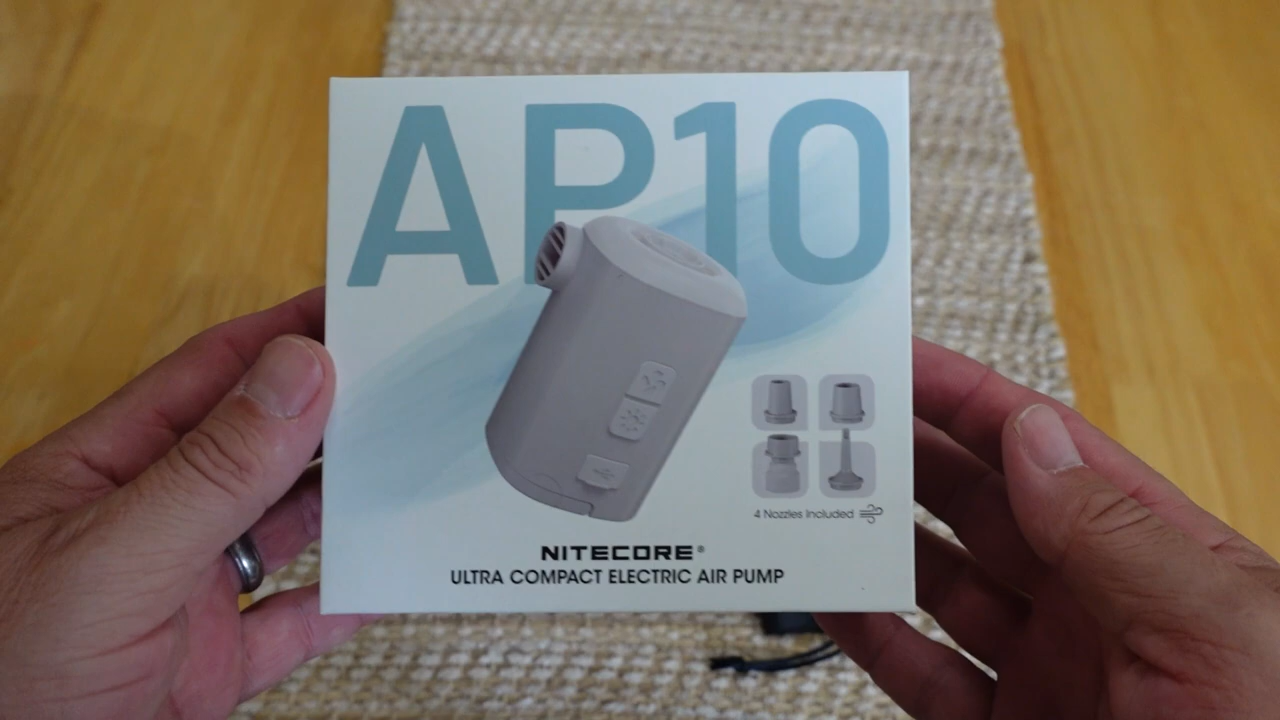 AP10
4 Nozzles Included
NITECORE®
ULTRA COMPACT ELECTRIC AIR PUMP